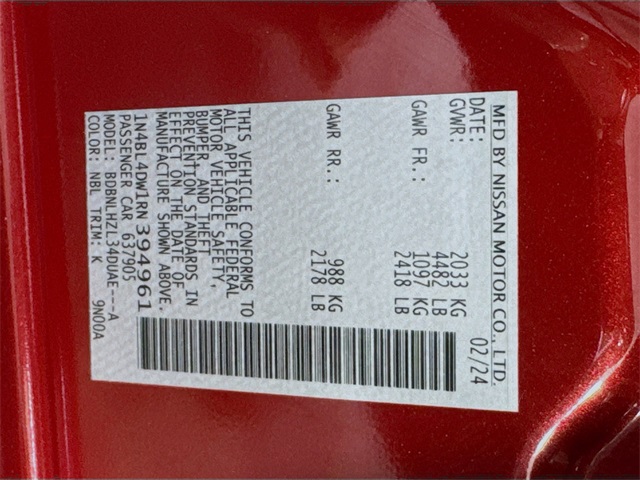 MFD BY NISSAN MOTOR CO., LTD.
DATE: 02/24
GVWR: 2033 KG
4482 LB
GAWR FR.: 1097 KG
2418 LB
GAWR RR.: 988 KG
2178 LB
THIS VEHICLE CONFORMS TO
ALL APPLICABLE FEDERAL
MOTOR VEHICLE SAFETY,
BUMPER, AND THEFT
PREVENTION STANDARDS IN
EFFECT ON THE DATE OF
MANUFACTURE SHOWN ABOVE.
1N4BL4DW1RN394961
PASSENGER CAR 637905
MODEL: BDBNLHZL34DUAE---A
COLOR: NBL TRIM: K 9N00A